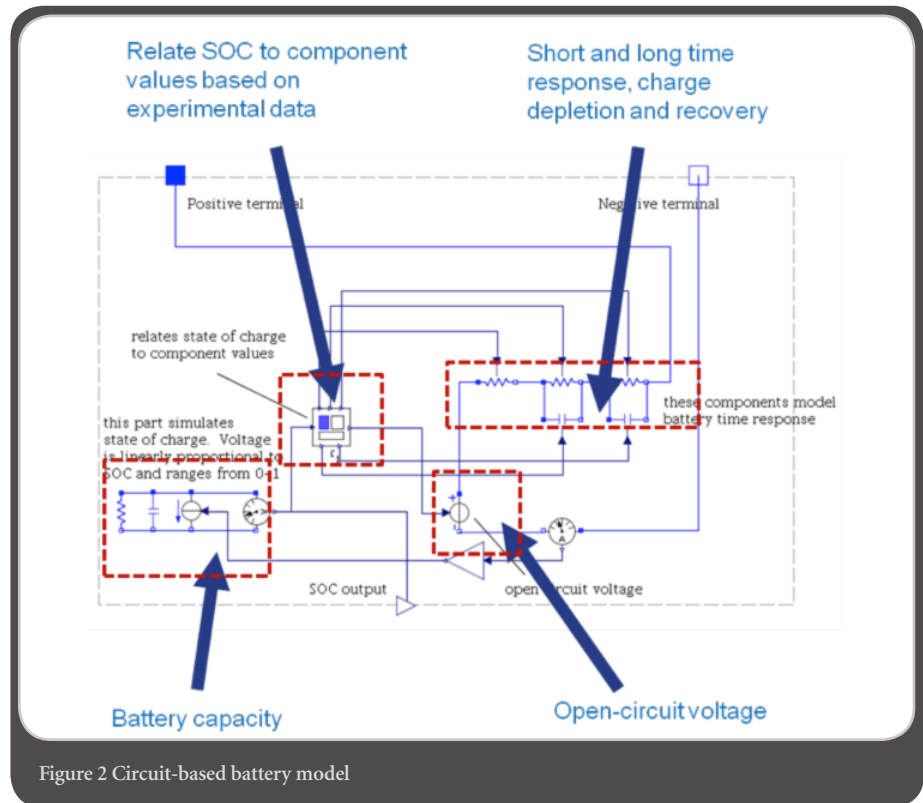 Relate SOC to component
values based on
experimental data
Short and long time
response, charge
depletion and recovery
Positive terminal
Negative terminal
relates state of charge
to component values
these components model
battery time response
this part simulates
state of charge. Voltage
is linearly proportional to
SOC and ranges from 0-1
+
A
SOC output
open circuit voltage
Battery capacity
Open-circuit voltage
Figure 2 Circuit-based battery model